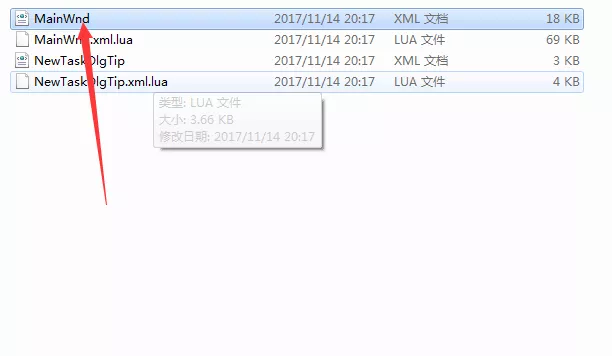 MainWnd 2017/11/14 20:17 XML 文档 18 KB
MainWnd.xml.lua 2017/11/14 20:17 LUA 文件 69 KB
NewTaskDlgTip 2017/11/14 20:17 XML 文档 3 KB
NewTaskDlgTip.xml.lua 2017/11/14 20:17 LUA 文件 4 KB
类型: LUA 文件
大小: 3.66 KB
修改日期: 2017/11/14 20:17